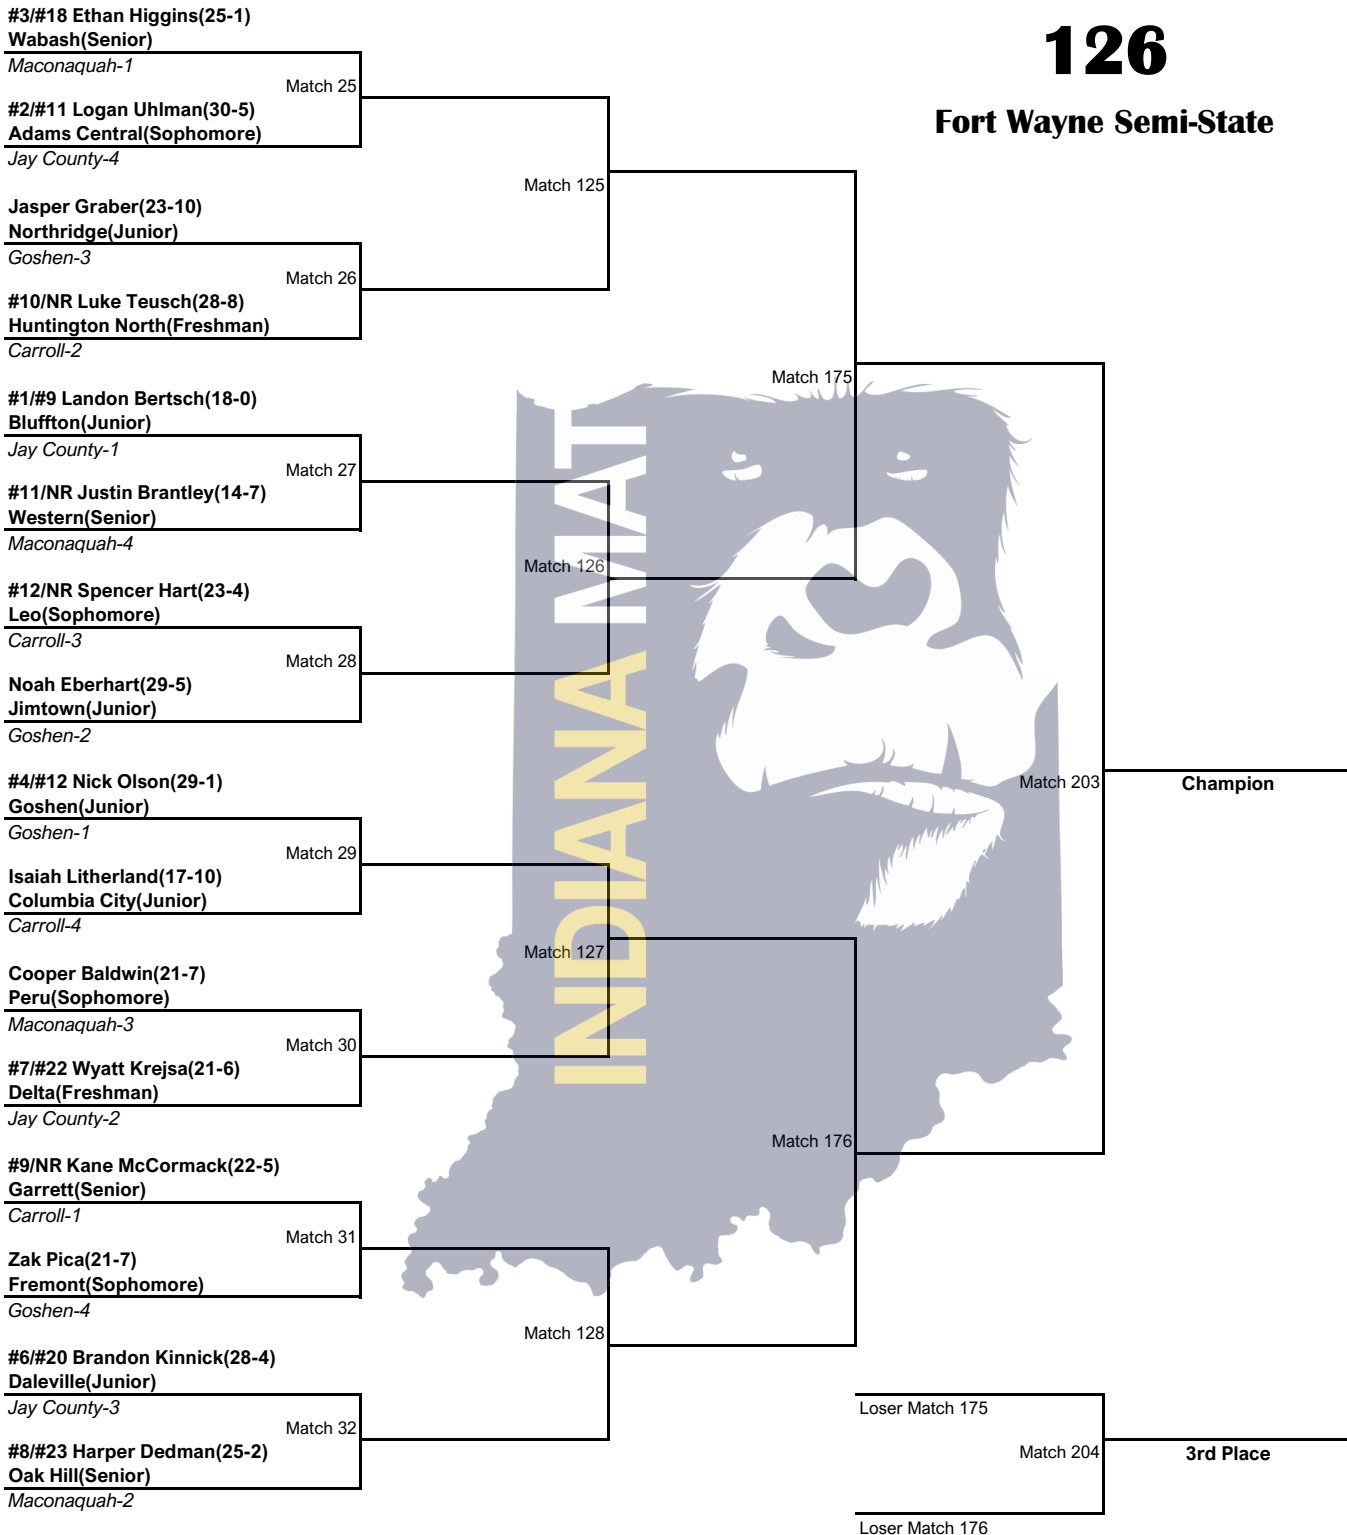 126
Fort Wayne Semi-State
#3/#18 Ethan Higgins(25-1)
Wabash(Senior)
Maconaquah-1
Match 25
#2/#11 Logan Uhlman(30-5)
Adams Central(Sophomore)
Jay County-4
Match 125
Jasper Graber(23-10)
Northridge(Junior)
Goshen-3
Match 26
#10/NR Luke Teusch(28-8)
Huntington North(Freshman)
Carroll-2
Match 175
#1/#9 Landon Bertsch(18-0)
Bluffton(Junior)
Jay County-1
Match 27
#11/NR Justin Brantley(14-7)
Western(Senior)
Maconaquah-4
Match 126
#12/NR Spencer Hart(23-4)
Leo(Sophomore)
Carroll-3
Match 28
Noah Eberhart(29-5)
Jimtown(Junior)
Goshen-2
Match 203
Champion
#4/#12 Nick Olson(29-1)
Goshen(Junior)
Goshen-1
Match 29
Isaiah Litherland(17-10)
Columbia City(Junior)
Carroll-4
Match 127
Cooper Baldwin(21-7)
Peru(Sophomore)
Maconaquah-3
Match 30
#7/#22 Wyatt Krejsa(21-6)
Delta(Freshman)
Jay County-2
Match 176
#9/NR Kane McCormack(22-5)
Garrett(Senior)
Carroll-1
Match 31
Zak Pica(21-7)
Fremont(Sophomore)
Goshen-4
Match 128
#6/#20 Brandon Kinnick(28-4)
Daleville(Junior)
Jay County-3
Match 32
#8/#23 Harper Dedman(25-2)
Oak Hill(Senior)
Maconaquah-2
Loser Match 175
Match 204
3rd Place
Loser Match 176
INDIANA MAT